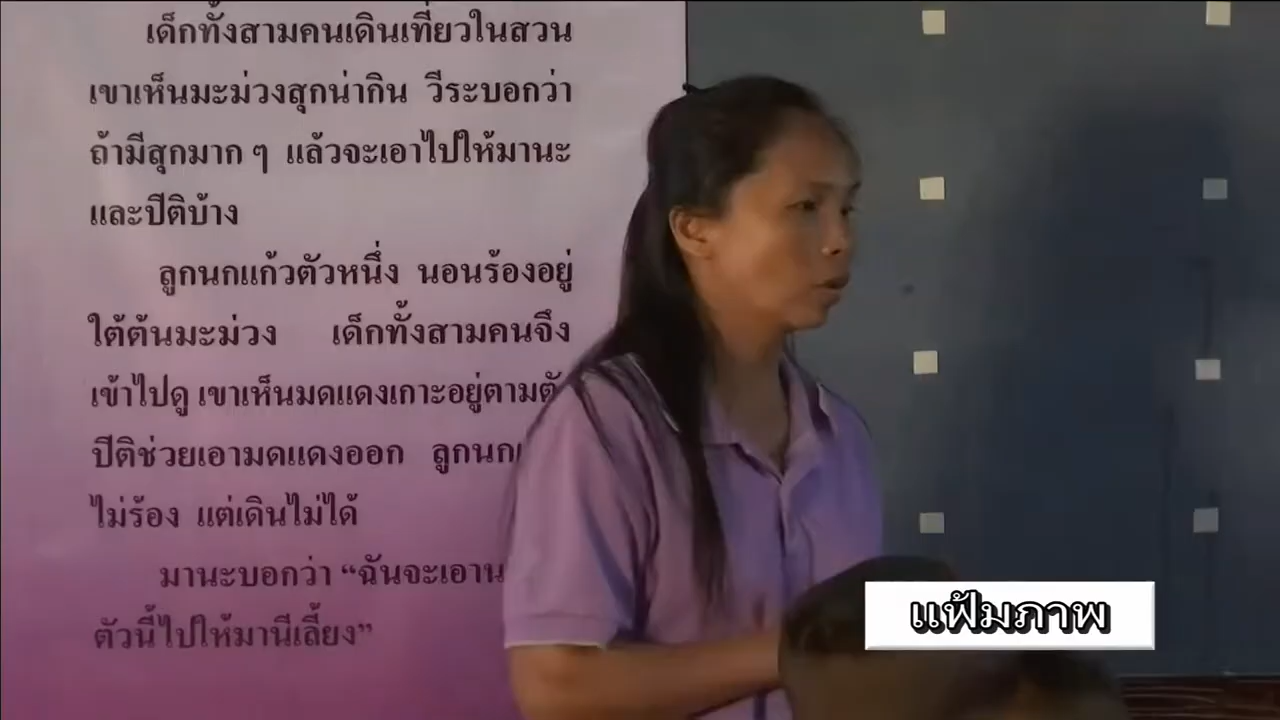 เด็กทั้งสามคนเดินเที่ยวในสวน
เขาเห็นมะม่วงสุกน่ากิน วีระบอกว่า
ถ้ามีสุกมาก ๆ แล้วจะเอาไปให้มานะ
และปีติบ้าง
ลูกนกแก้วตัวหนึ่ง นอนร้องอยู่
ใต้ต้นมะม่วง เด็กทั้งสามคนจึง
เข้าไปดู เขาเห็นมดแดงเกาะอยู่ตาม
ปีติช่วยเอามดแดงออก ลูกนก
ไม่ร้อง แต่เดินไม่ได้
มานะบอกว่า “ฉันจะเอา
ตัวนี้ไปให้มานีเลี้ยง”
แฟ้มภาพ